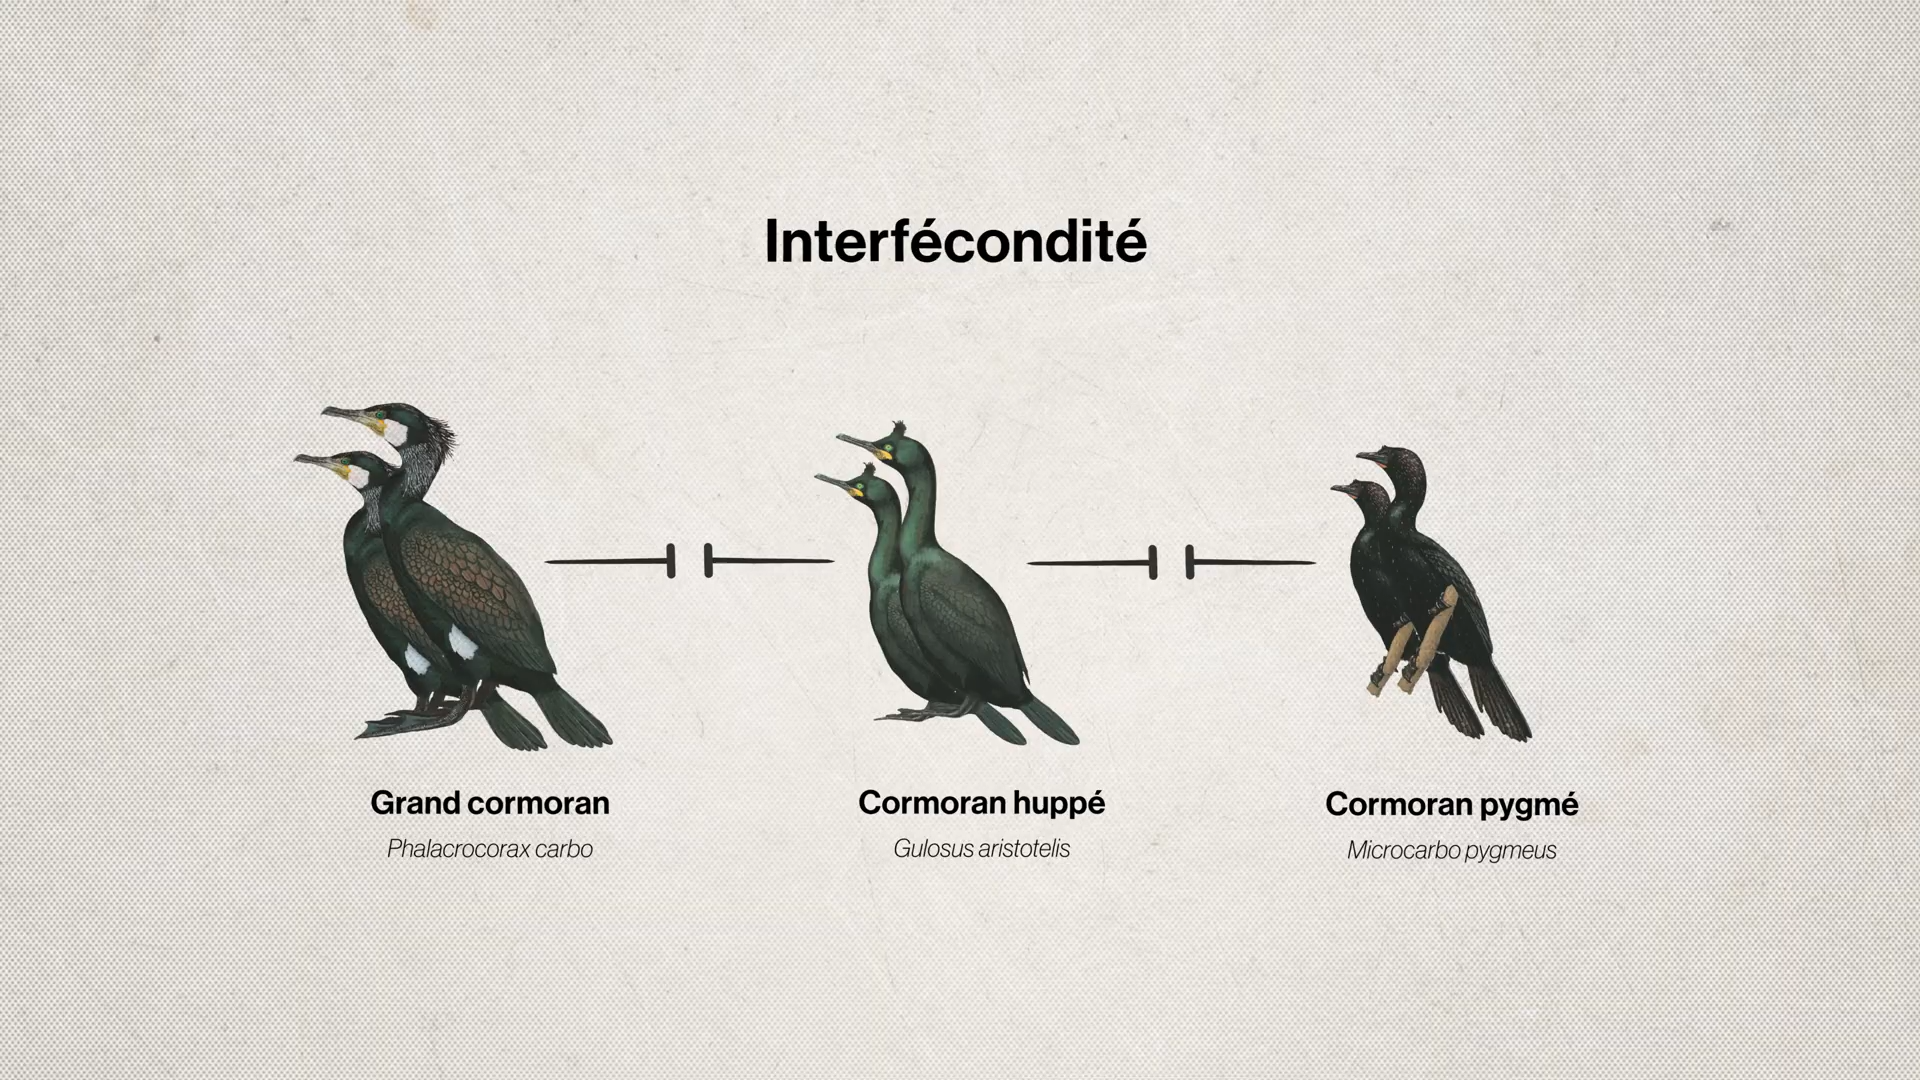 Interfécondité
Grand cormoran
Phalacrocorax carbo
Cormoran huppé
Gulosus aristotelis
Cormoran pygmé
Microcarbo pygmeus